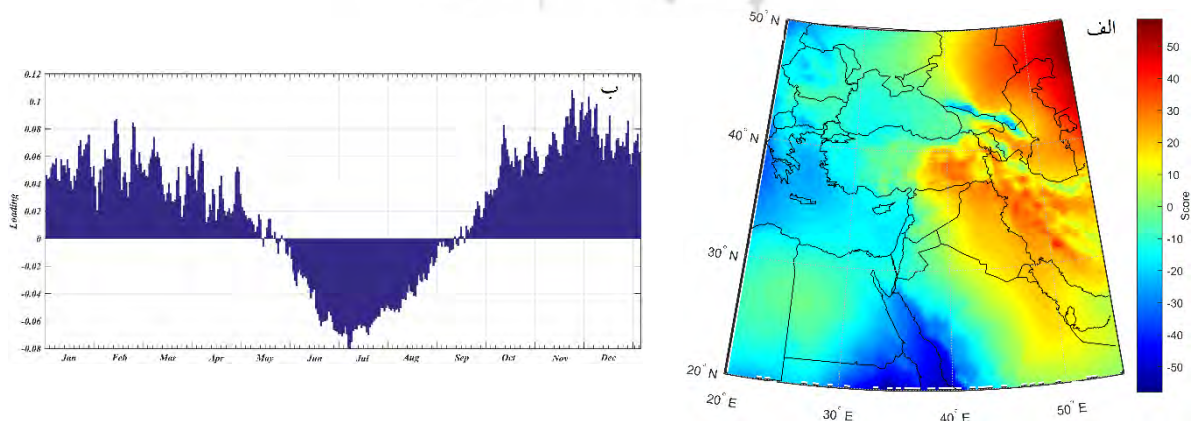 ب
0.12
0.1
0.08
0.06
0.04
0.02
0
-0.02
-0.04
-0.06
-0.08
Loading
Jan Feb Mar Apr May Jun Jul Aug Sep Oct Nov Dec
الف
50° N
40° N
30° N
20° N
20° E
30° E
40° E
50° E
50
40
30
20
10
0
-10
-20
-30
-40
-50
Score